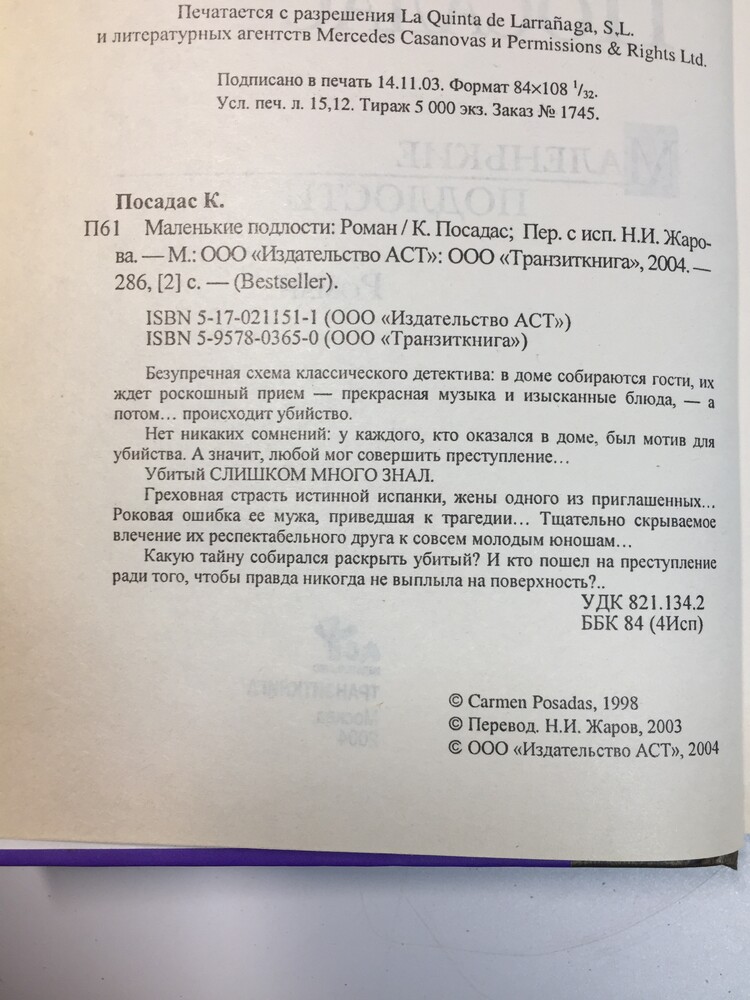 Печатается с разрешения La Quinta de Larrañaga, S.L.
и литературных агентств Mercedes Casanovas и Permissions & Rights Ltd.
Подписано в печать 14.11.03. Формат 84×108 1/32.
Усл. печ. л. 15,12. Тираж 5 000 экз. Заказ № 1745.
Посадас К.
П61 Маленькие подлости: Роман / К. Посадас; Пер. с исп. Н.И. Жаро-
ва. — М.: ООО «Издательство АСТ»: ООО «Транзиткнига», 2004. —
286, [2] с. — (Bestseller).
ISBN 5-17-021151-1 (ООО «Издательство АСТ»)
ISBN 5-9578-0365-0 (ООО «Транзиткнига»)
Безупречная схема классического детектива: в доме собираются гости, их
ждет роскошный прием — прекрасная музыка и изысканные блюда, — а
потом... происходит убийство.
Нет никаких сомнений: у каждого, кто оказался в доме, был мотив для
убийства. А значит, любой мог совершить преступление...
Убитый СЛИШКОМ МНОГО ЗНАЛ.
Греховная страсть истинной испанки, жены одного из приглашенных...
Роковая ошибка ее мужа, приведшая к трагедии... Тщательно скрываемое
влечение их респектабельного друга к совсем молодым юношам...
Какую тайну собирался раскрыть убитый? И кто пошел на преступление
ради того, чтобы правда никогда не выплыла на поверхность?..
УДК 821.134.2
ББК 84 (4Исп)
© Carmen Posadas, 1998
© Перевод. Н.И. Жаров, 2003
© ООО «Издательство АСТ», 2004